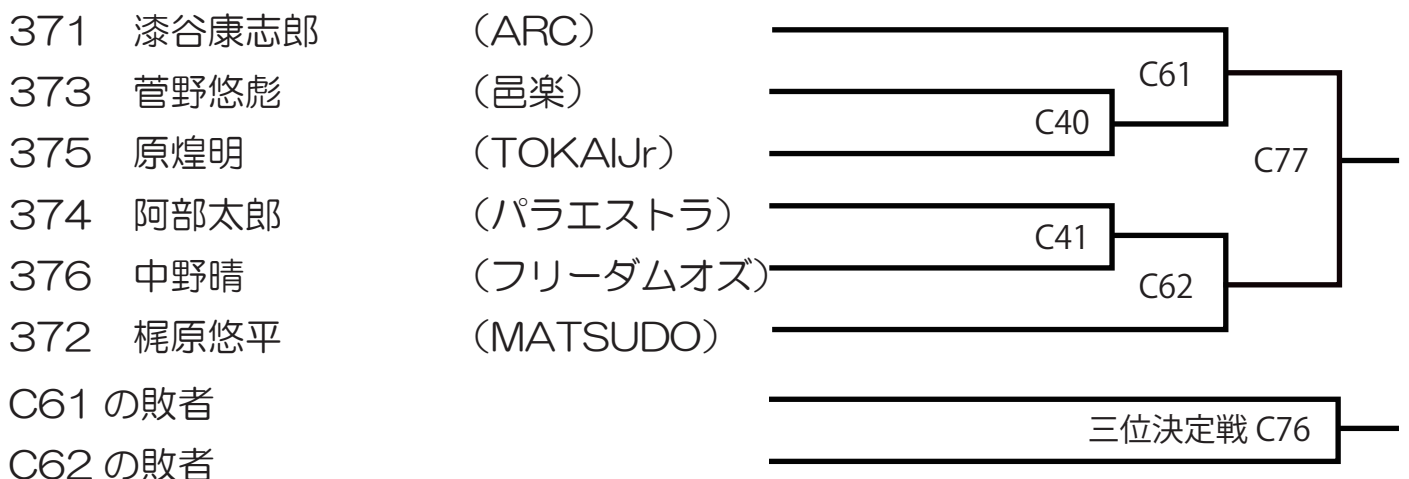 371 漆谷康志郎 （ARC）
C61
373 菅野悠彪 （邑楽）
C40
375 原煌明 （TOKAIJr）
C77
374 阿部太郎 （パラエストラ）
C41
376 中野晴 （フリーダムオズ）
C62
372 梶原悠平 （MATSUDO）
C61 の敗者
三位決定戦 C76
C62 の敗者